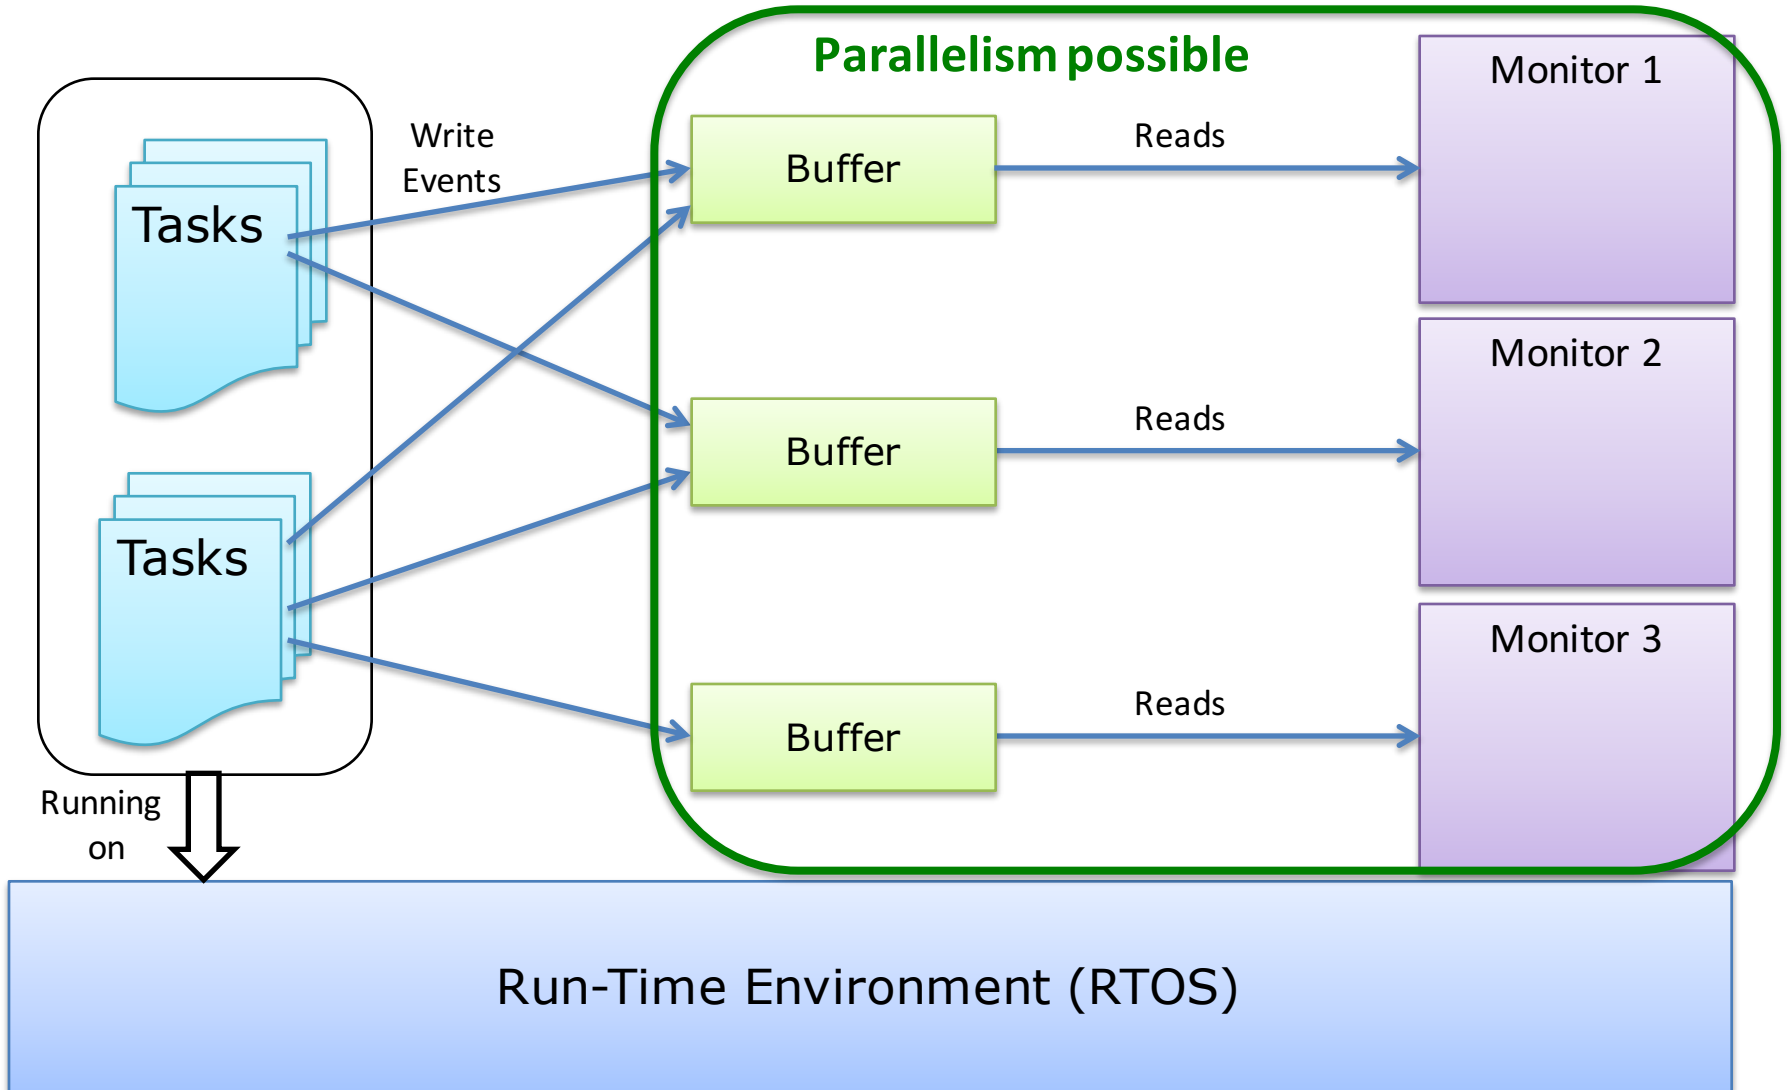 Parallelism possible
Write
Events
Tasks
Buffer
Reads
Monitor 1
Buffer
Reads
Monitor 2
Tasks
Buffer
Reads
Monitor 3
Running
on
Run-Time Environment (RTOS)